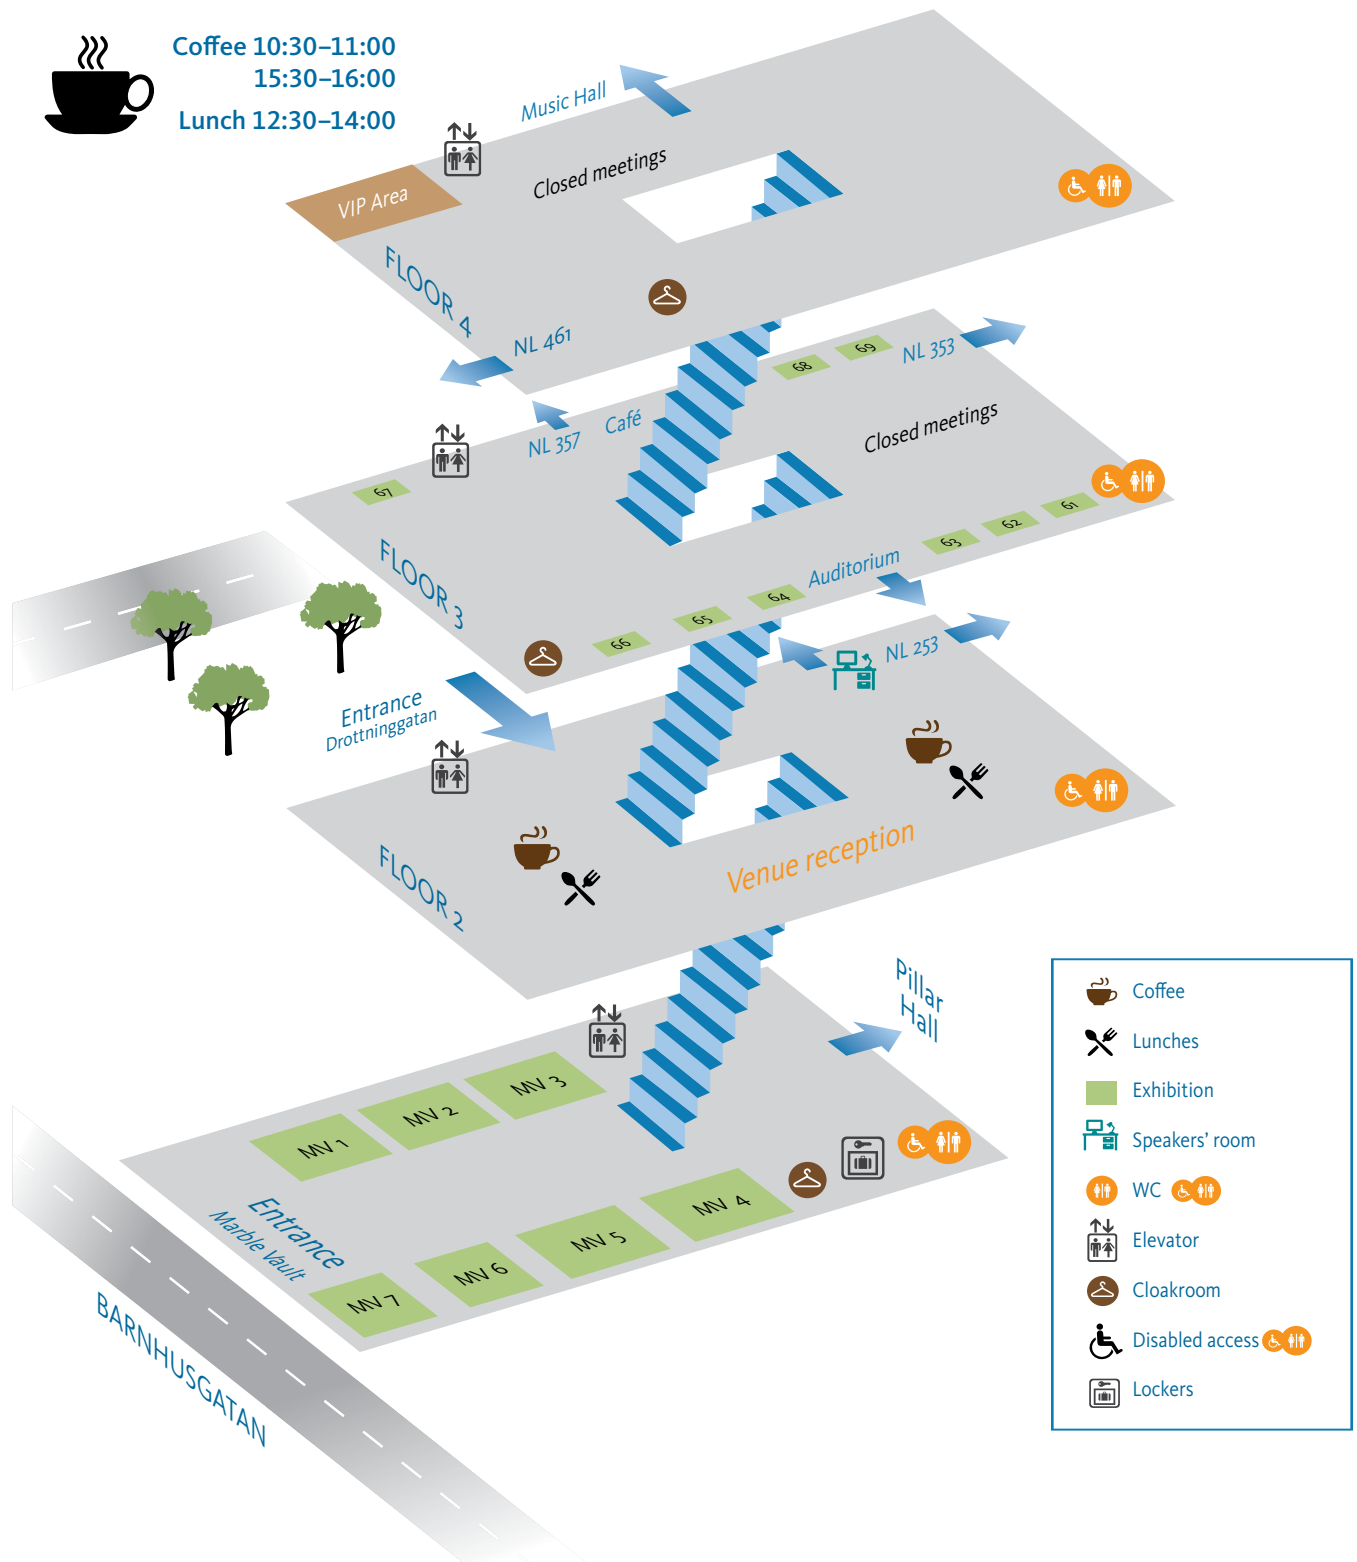 Coffee 10:30–11:00
15:30–16:00
Lunch 12:30–14:00
Music Hall
Closed meetings
VIP Area
FLOOR 4
NL 461
68
69
NL 353
NL 357
Café
Closed meetings
67
FLOOR 3
61
62
63
Auditorium
64
65
66
NL 253
Entrance
Drottninggatan
FLOOR 2
Venue reception
Pillar
Hall
MV 1
MV 2
MV 3
Entrance
Marble Vault
MV 4
MV 5
MV 6
MV 7
BARNHUSGATAN
Coffee
Lunches
Exhibition
Speakers’ room
WC
Elevator
Cloakroom
Disabled access
Lockers